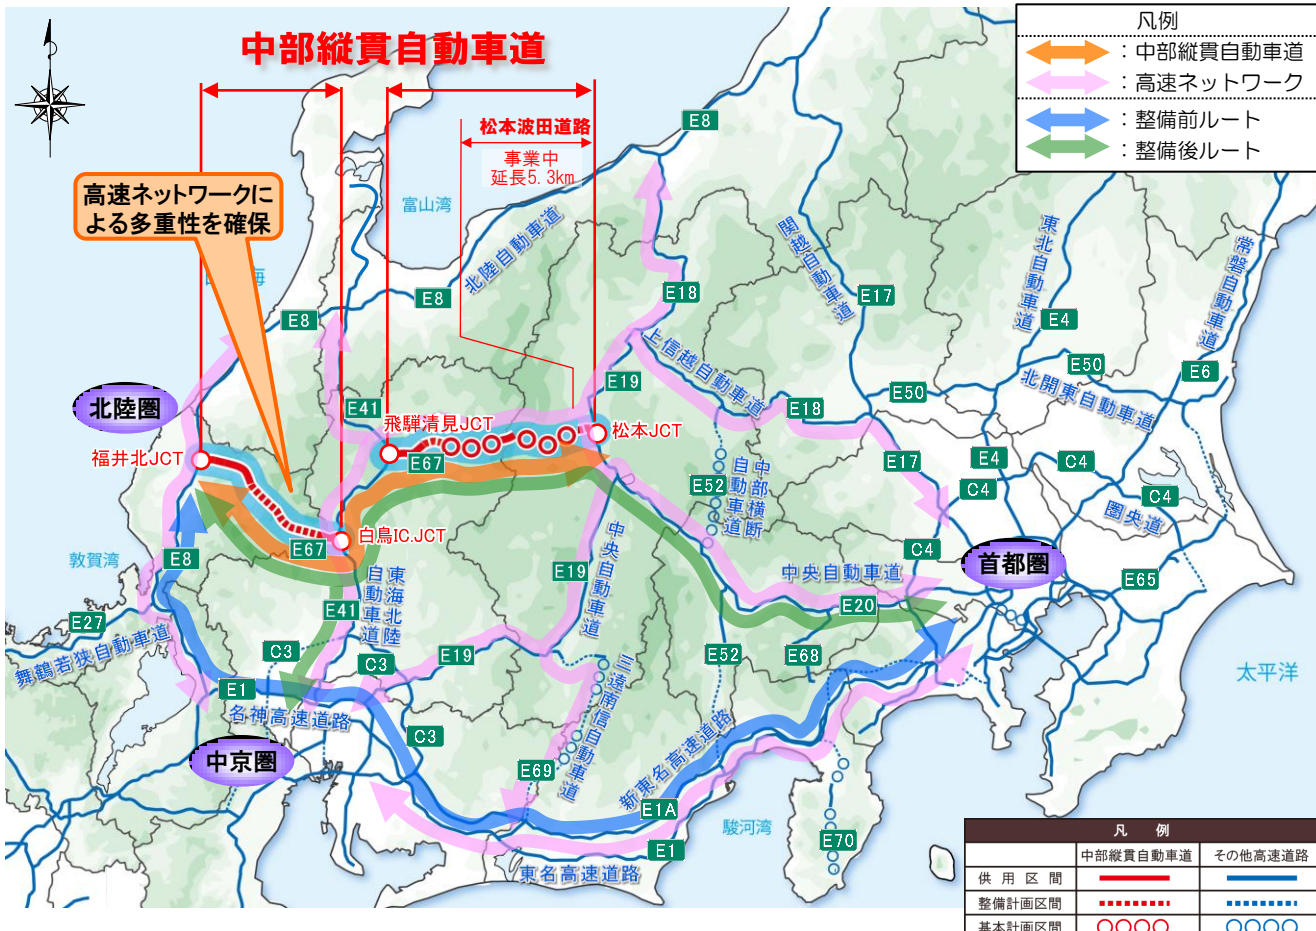 中部縦貫自動車道
凡例
：中部縦貫自動車道
：高速ネットワーク
：整備前ルート
：整備後ルート
松本波田道路
事業中
延長5.3km
高速ネットワークに
よる多重性を確保
富山湾
北陸自動車道
関越自動車道
東北自動車道
常磐自動車道
E8
E8
E8
E18
E17
E4
E50
E6
上信越自動車道
北関東自動車道
E19
E18
E50
北陸圏
E41
飛騨清見JCT
松本JCT
福井北JCT
E67
E17
E4
C4
C4
C4
圏央道
E52
中部横断
自動車道
白鳥IC.JCT
E67
敦賀湾
E8
東海北陸
自動車道
E41
中央自動車道
E19
中央自動車道
C4
首都圏
E65
E20
E27
舞鶴若狭自動車道
C3
C3
E19
E52
E68
E1
名神高速道路
三遠南信自動車道
太平洋
中京圏
C3
E69
新東名高速道路
E1A
駿河湾
E70
E1
東名高速道路
凡 例
中部縦貫自動車道 その他高速道路
供用区間
整備計画区間
基本計画区間